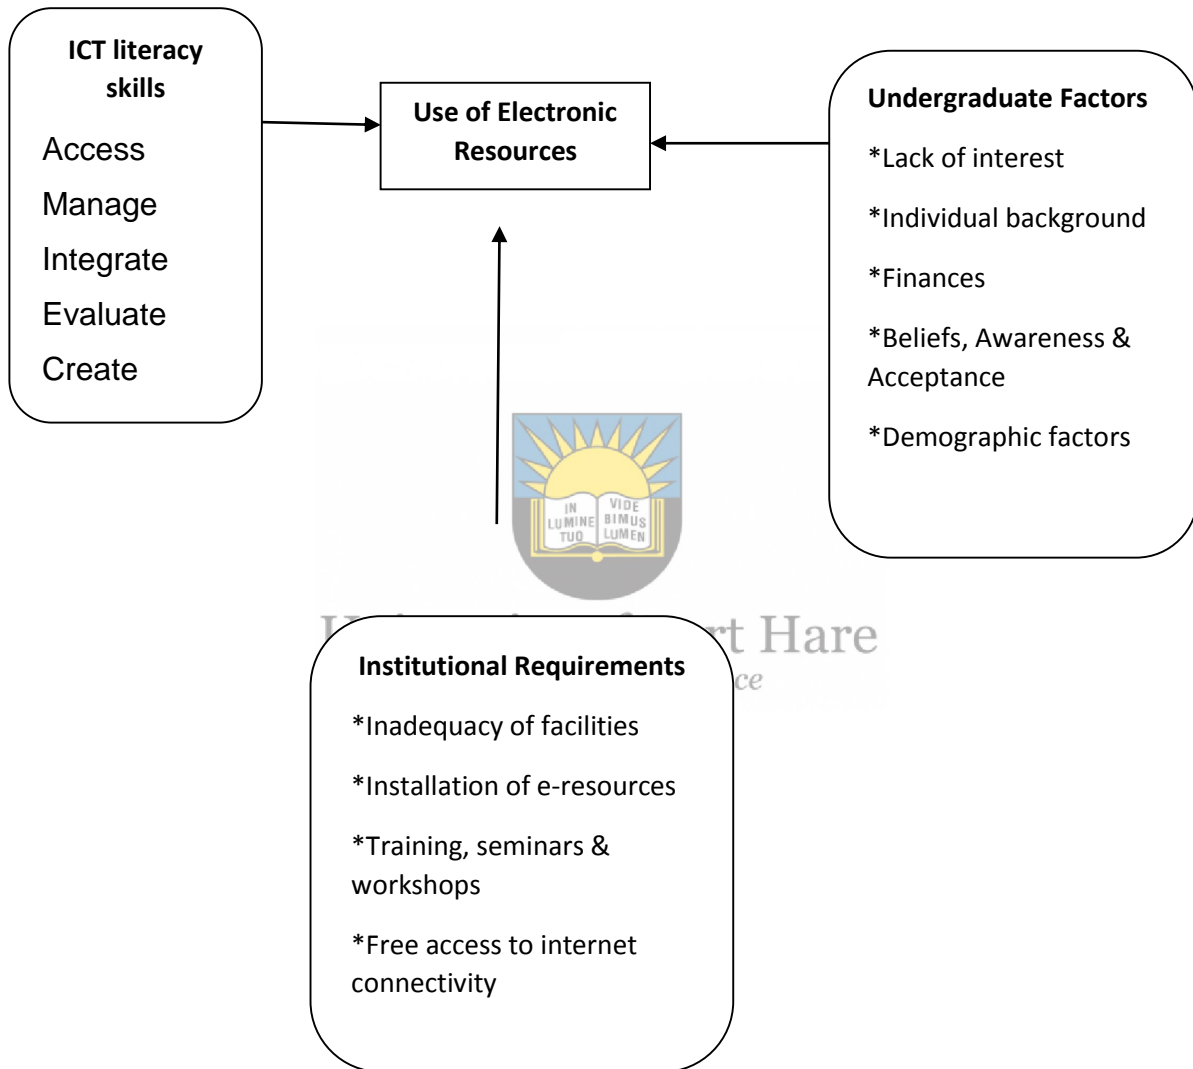 ICT literacy
skills
Access
Manage
Integrate
Evaluate
Create
Use of Electronic
Resources
Undergraduate Factors
*Lack of interest
*Individual background
*Finances
*Beliefs, Awareness &
Acceptance
*Demographic factors
IN
LUMINE
TUO
VIDE
BIMUS
LUMEN
Hare
Institutional Requirements
*Inadequacy of facilities
*Installation of e-resources
*Training, seminars &
workshops
*Free access to internet
connectivity